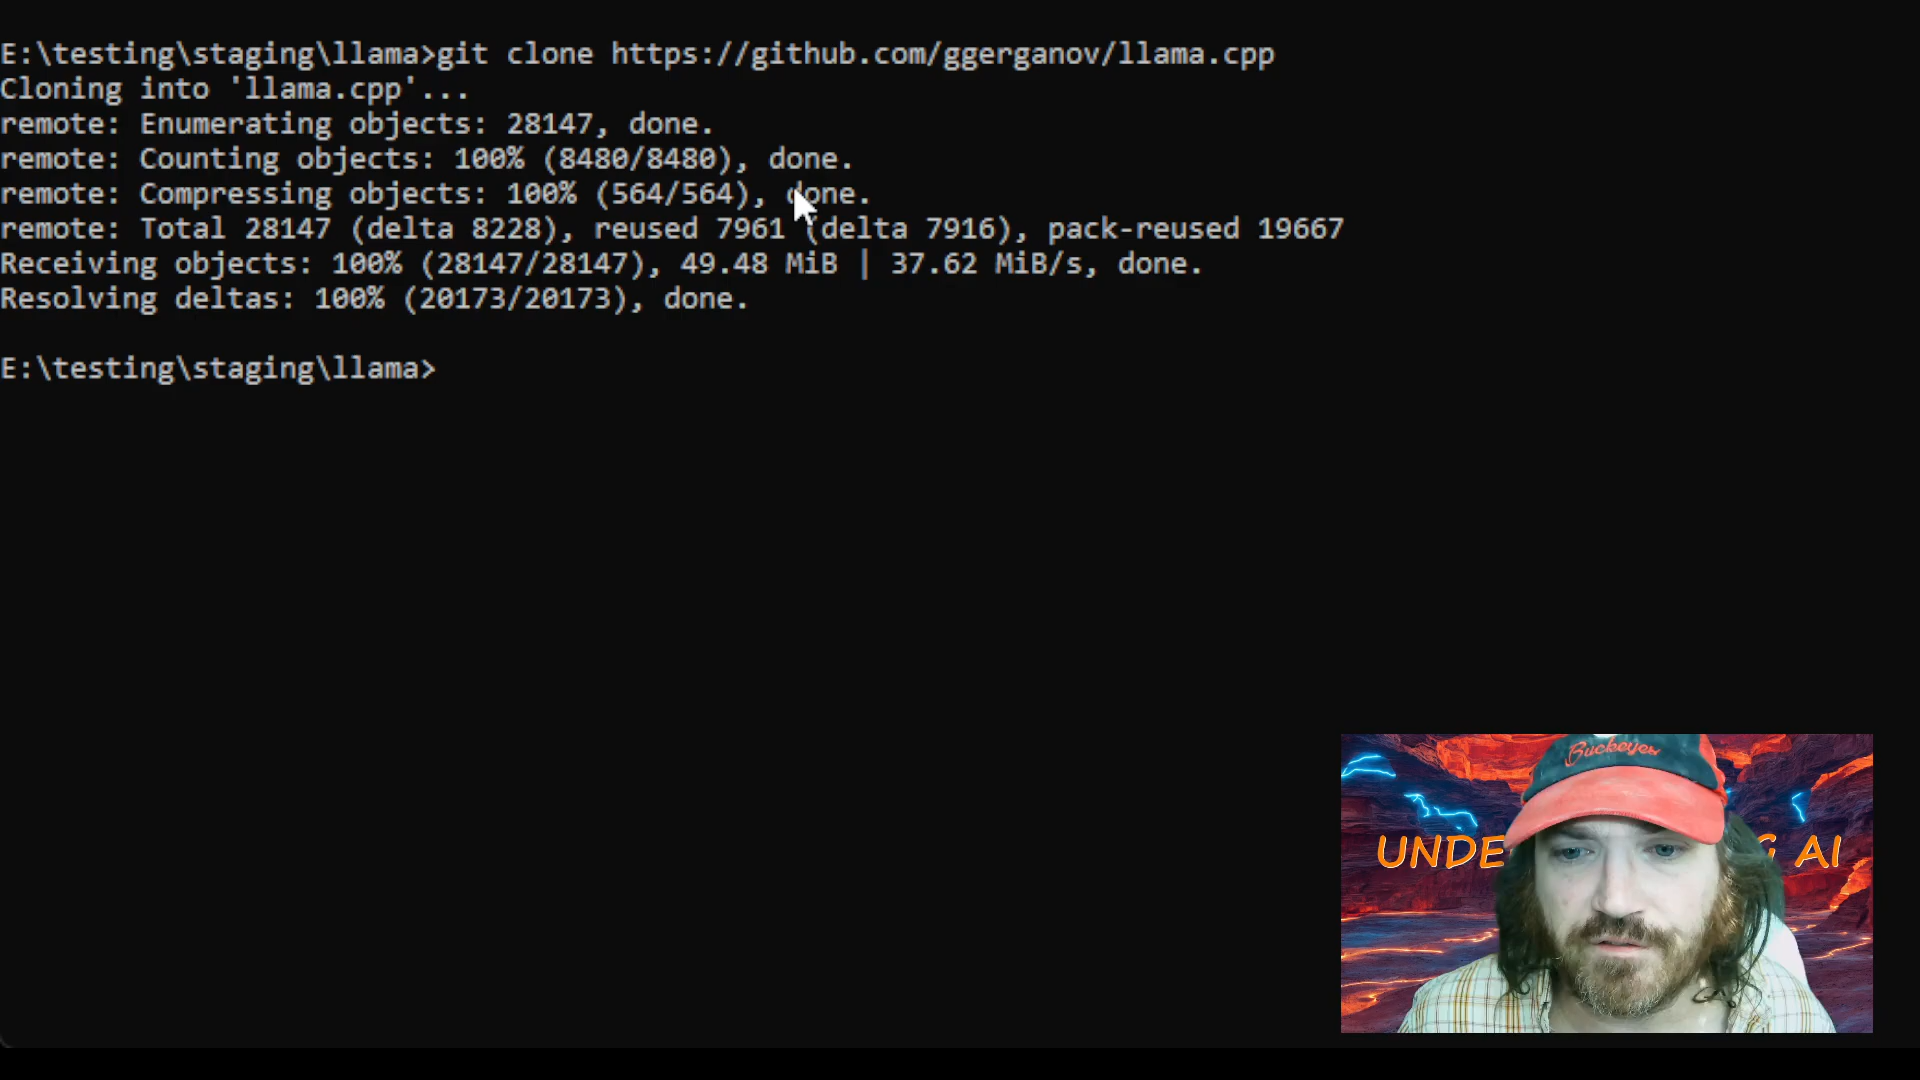 E:\testing\staging\llama>git clone https://github.com/ggerganov/llama.cpp
Cloning into 'llama.cpp'...
remote: Enumerating objects: 28147, done.
remote: Counting objects: 100% (8480/8480), done.
remote: Compressing objects: 100% (564/564), done.
remote: Total 28147 (delta 8228), reused 7961 (delta 7916), pack-reused 19667
Receiving objects: 100% (28147/28147), 49.48 MiB | 37.62 MiB/s, done.
Resolving deltas: 100% (20173/20173), done.
E:\testing\staging\llama>
Buckeyes
AI